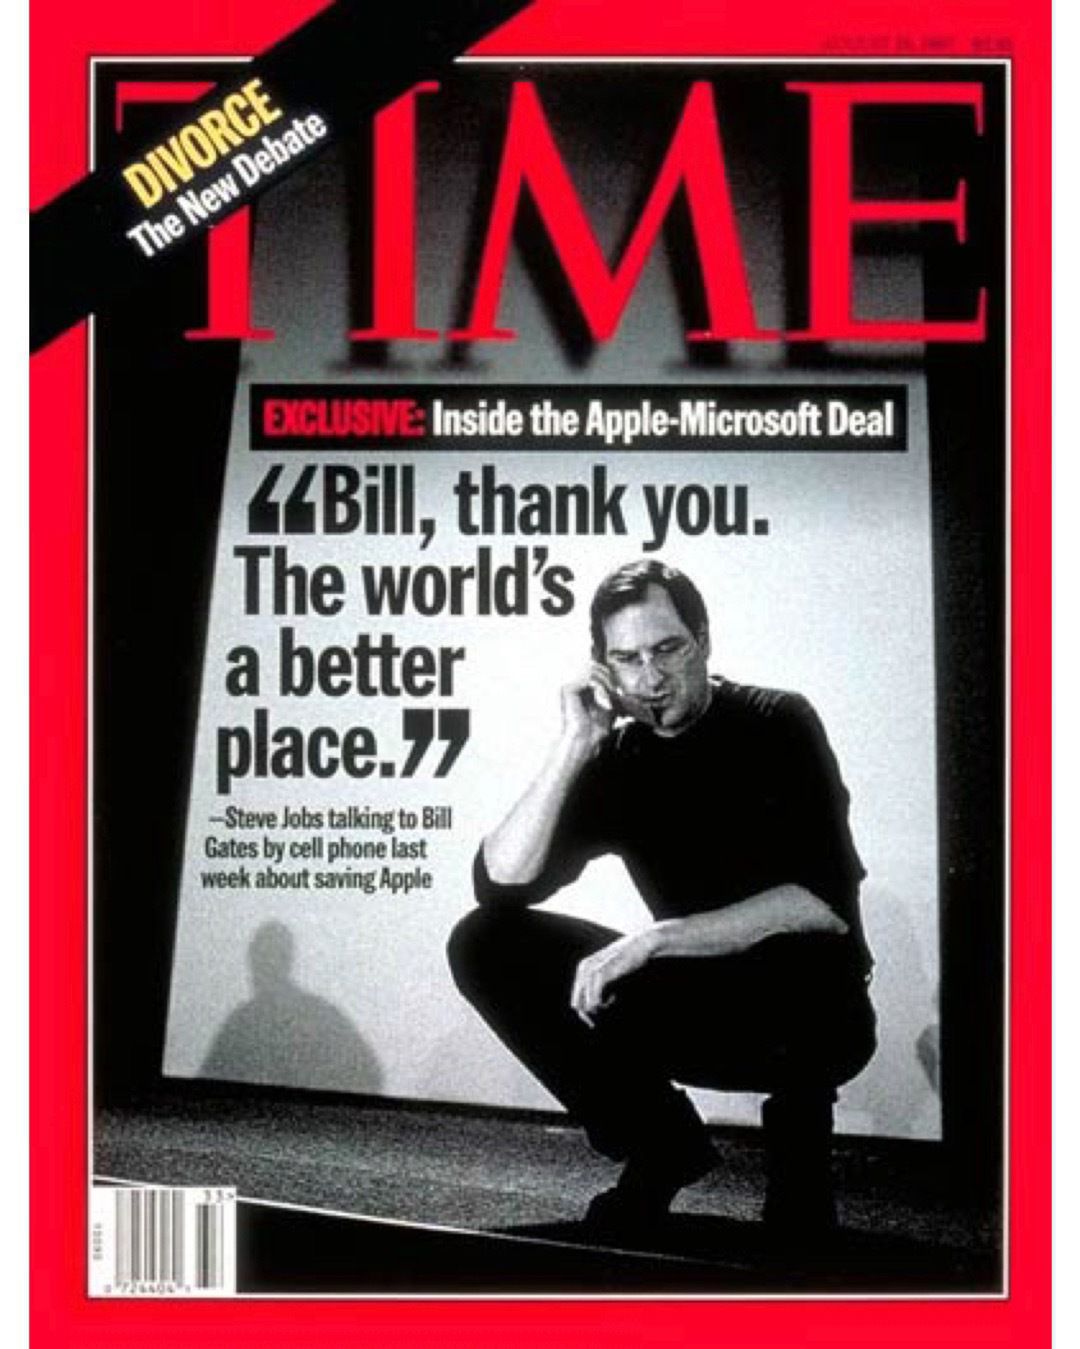 DIVORCE
The New Debate
TIME
EXCLUSIVE: Inside the Apple-Microsoft Deal
“Bill, thank you.
The world’s
a better
place.”
–Steve Jobs talking to Bill
Gates by cell phone last
week about saving Apple
33>